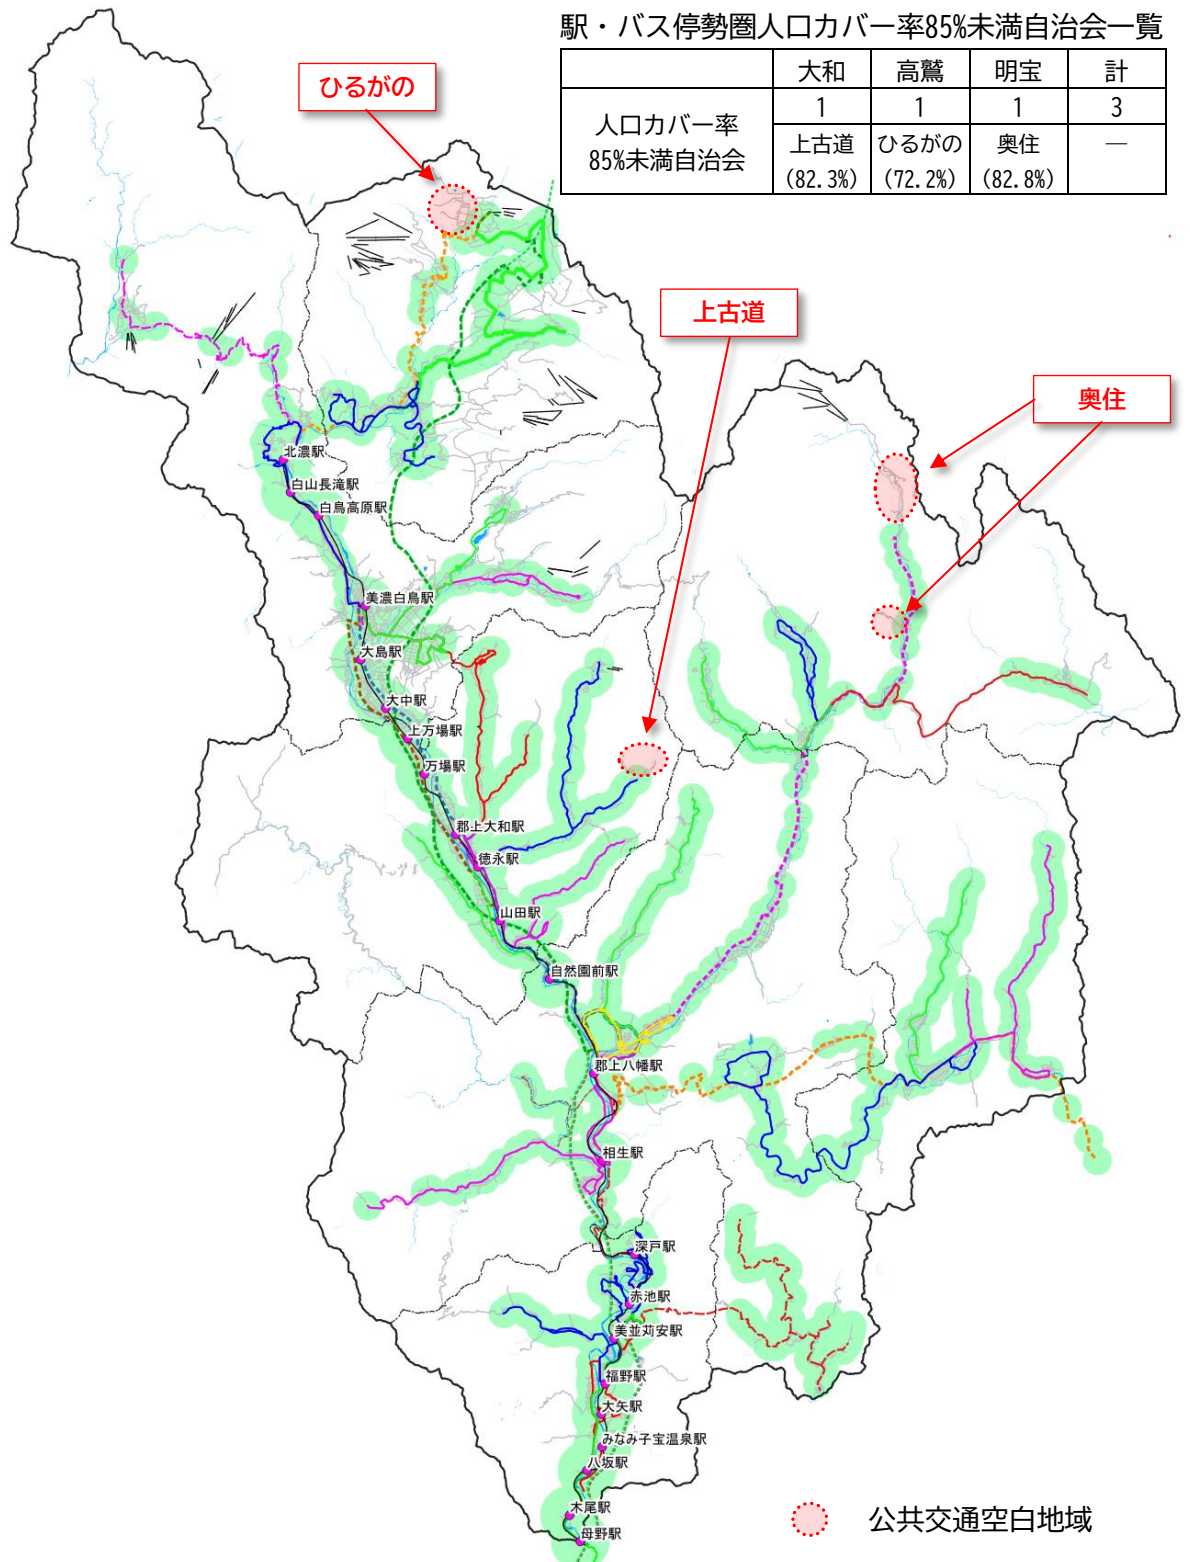 駅・バス停勢圏人口カバー率85%未満自治会一覧
大和 高鷲 明宝 計
人口カバー率
85%未満自治会
1 1 1 3
上古道 ひるがの 奥住 —
(82.3%) (72.2%) (82.8%)
ひるがの
上古道
奥住
北濃駅
白山長滝駅
白鳥高原駅
美濃白鳥駅
大島駅
大中駅
上万場駅
万場駅
郡上大和駅
徳永駅
山田駅
自然園前駅
郡上八幡駅
相生駅
深戸駅
赤池駅
美並苅安駅
福野駅
大矢駅
みなみ子宝温泉駅
八坂駅
木尾駅
母野駅
公共交通空白地域